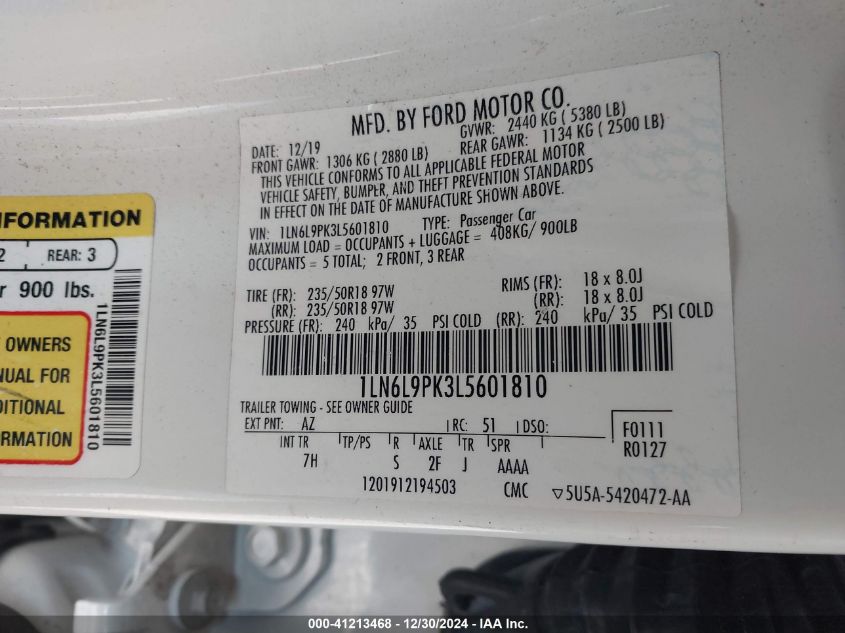 MFD. BY FORD MOTOR CO.
DATE: 12/19 GVWR: 2440 KG ( 5380 LB)
FRONT GAWR: 1306 KG ( 2880 LB) REAR GAWR: 1134 KG ( 2500 LB)
THIS VEHICLE CONFORMS TO ALL APPLICABLE FEDERAL MOTOR
VEHICLE SAFETY, BUMPER, AND THEFT PREVENTION STANDARDS
IN EFFECT ON THE DATE OF MANUFACTURE SHOWN ABOVE.
VIN: 1LN6L9PK3L5601810 TYPE: Passenger Car
MAXIMUM LOAD = OCCUPANTS + LUGGAGE = 408KG/ 900LB
OCCUPANTS = 5 TOTAL; 2 FRONT, 3 REAR
TIRE (FR): 235/50R18 97W RIMS (FR): 18 x 8.0J
(RR): 235/50R18 97W (RR): 18 x 8.0J
PRESSURE (FR): 240 kPa/ 35 PSI COLD (RR): 240 kPa/ 35 PSI COLD
1LN6L9PK3L5601810
TRAILER TOWING - SEE OWNER GUIDE
EXT PNT: AZ RC: 51 DSO:
F0111
R0127
INT TR TP/PS R AXLE TR SPR
7H S 2F J AAAA
1201912194503 CMC ▽5U5A-5420472-AA
INFORMATION
2 REAR: 3
r 900 lbs.
OWNERS
NUAL FOR
DITIONAL
ORMATION
1LN6L9PK3L5601810
000-41213468 - 12/30/2024 - IAA Inc.